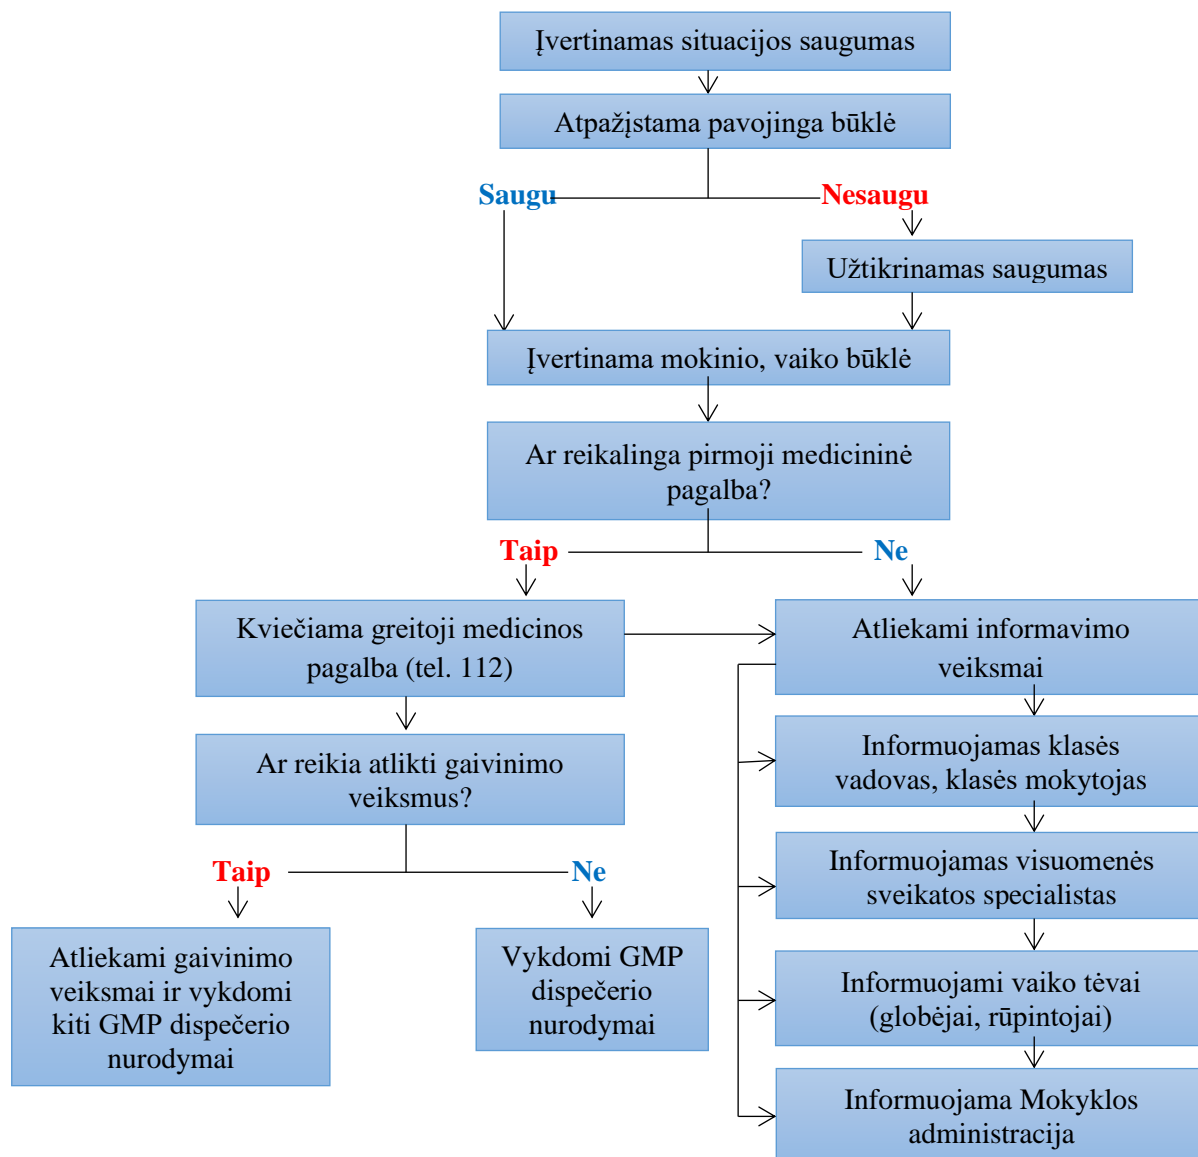 Įvertinamas situacijos saugumas
Atpažįstama pavojinga būklė
Saugu
Nesaugu
Užtikrinamas saugumas
Įvertinama mokinio, vaiko būklė
Ar reikalinga pirmoji medicininė
pagalba?
Taip
Ne
Kviečiama greitoji medicinos
pagalba (tel. 112)
Atliekami informavimo
veiksmai
Ar reikia atlikti gaivinimo
veiksmus?
Informuojamas klasės
vadovas, klasės mokytojas
Taip
Ne
Informuojamas visuomenės
sveikatos specialistas
Atliekami gaivinimo
veiksmai ir vykdomi
kiti GMP dispečerio
nurodymai
Vykdomi GMP
dispečerio
nurodymai
Informuojami vaiko tėvai
(globėjai, rūpintojai)
Informuojama Mokyklos
administracija